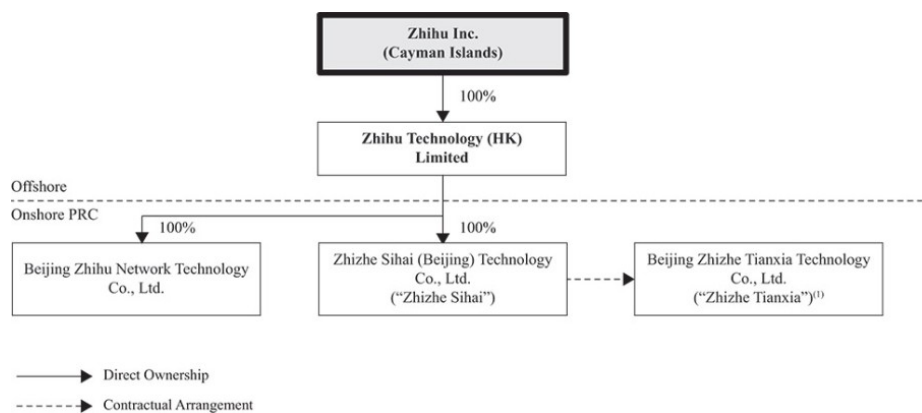 Zhihu Inc.
(Cayman Islands)
100%
Zhihu Technology (HK)
Limited
Offshore
Onshore PRC
100%
100%
Beijing Zhihu Network Technology
Co., Ltd.
Zhizhe Sihai (Beijing) Technology
Co., Ltd.
(“Zhizhe Sihai”)
Beijing Zhizhe Tianxia Technology
Co., Ltd.
(“Zhizhe Tianxia”)(1)
Direct Ownership
Contractual Arrangement